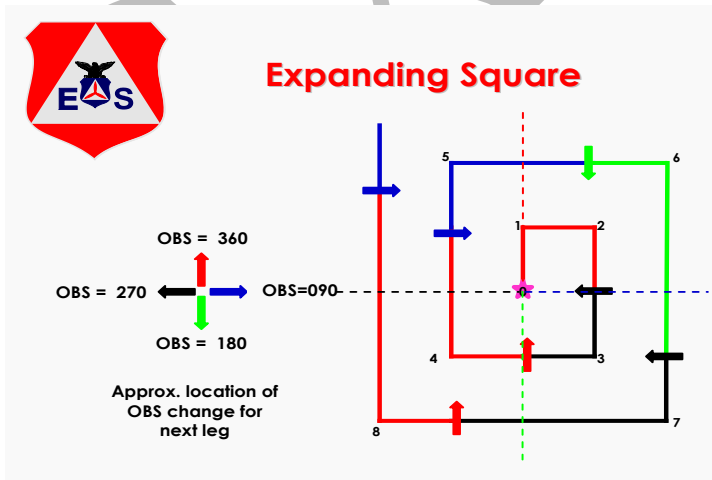 E S
Expanding Square
5
6
1
2
OBS = 360
OBS = 270
OBS=090
0
OBS = 180
4
3
Approx. location of
OBS change for
next leg
8
7